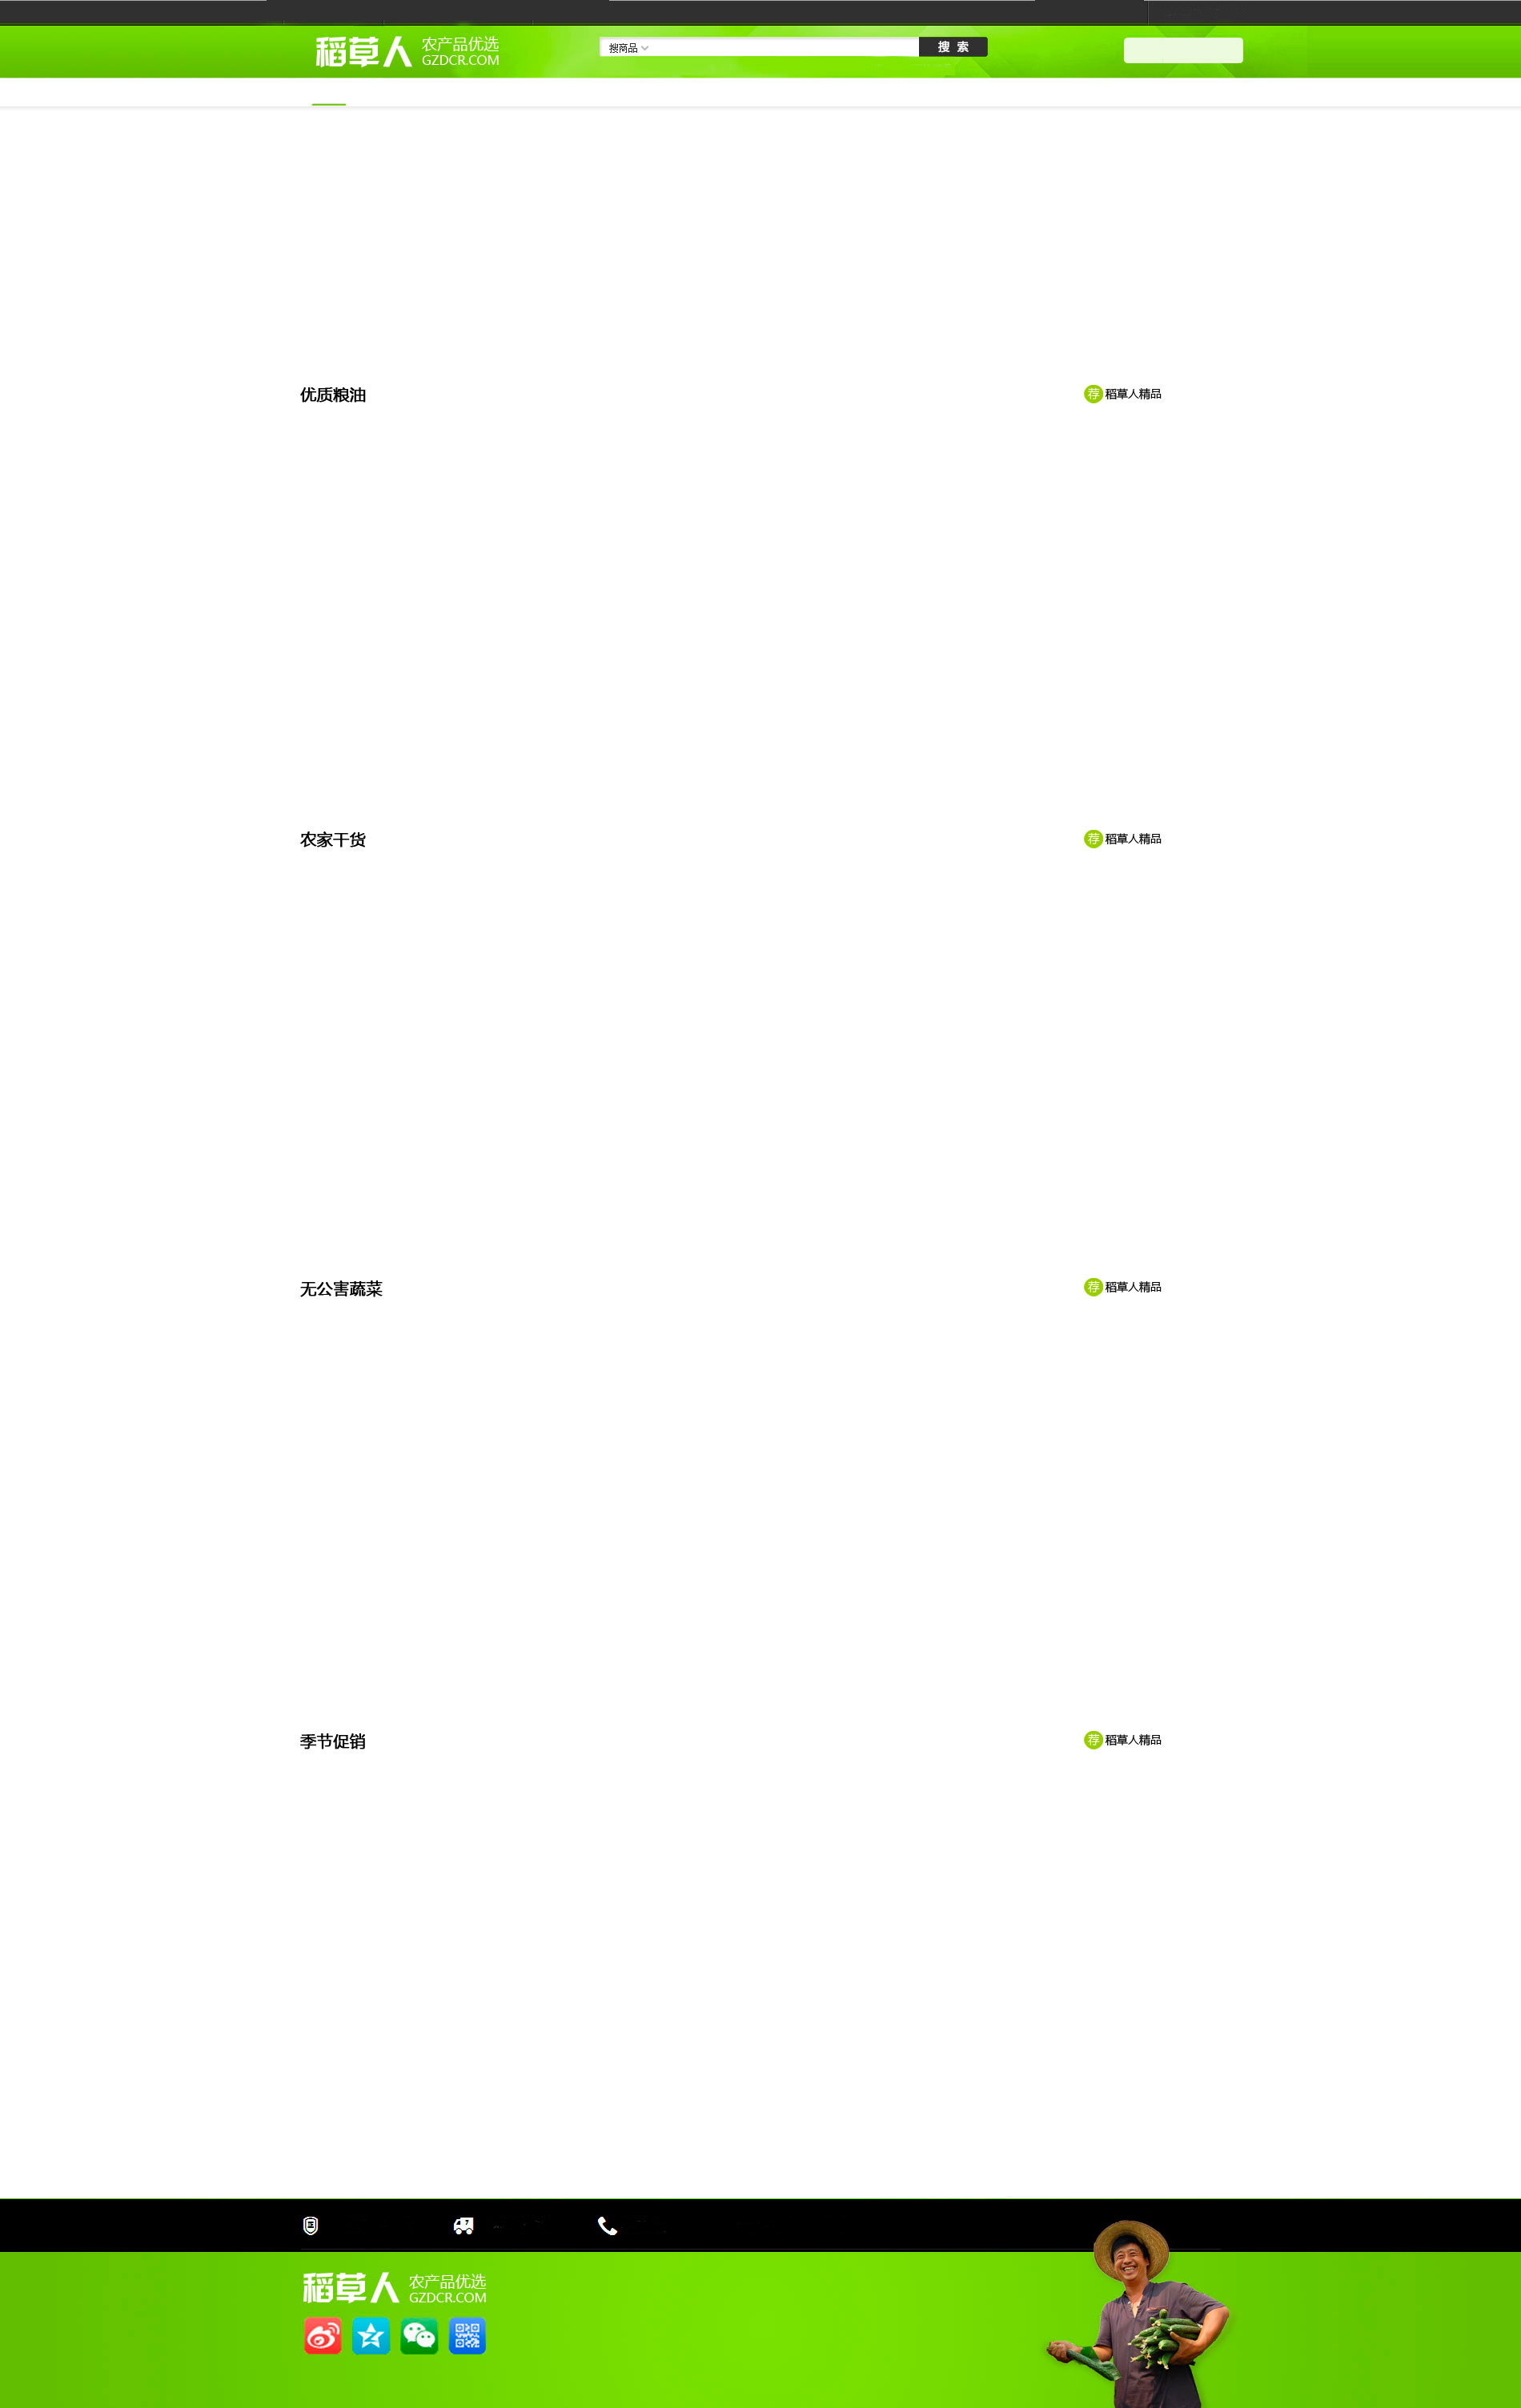 稻草人 农产品优选
GZDCR.COM
搜商品
搜 索
优质粮油
荐 稻草人精品
农家干货
荐 稻草人精品
无公害蔬菜
荐 稻草人精品
季节促销
荐 稻草人精品
正
7
稻草人 农产品优选
GZDCR.COM